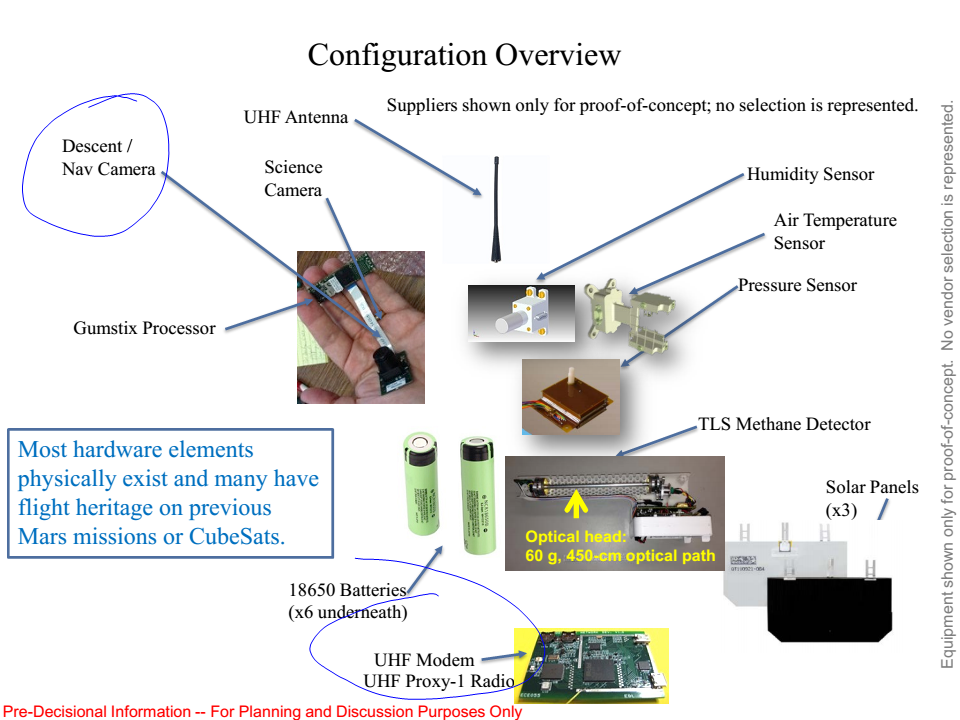 Configuration Overview
Suppliers shown only for proof-of-concept; no selection is represented.
UHF Antenna
Descent /
Nav Camera
Science
Camera
Humidity Sensor
Air Temperature
Sensor
Pressure Sensor
Gumstix Processor
TLS Methane Detector
Most hardware elements
physically exist and many have
flight heritage on previous
Mars missions or CubeSats.
Solar Panels
(x3)
Optical head:
60 g, 450-cm optical path
18650 Batteries
(x6 underneath)
UHF Modem
UHF Proxy-1 Radio
Equipment shown only for proof-of-concept. No vendor selection is represented.
Pre-Decisional Information -- For Planning and Discussion Purposes Only